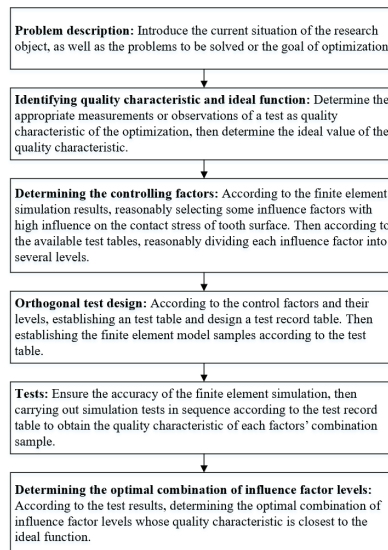 Problem description: Introduce the current situation of the research
object, as well as the problems to be solved or the goal of optimization
Identifying quality characteristic and ideal function: Determine the
appropriate measurements or observations of a test as quality
characteristic of the optimization, then determine the ideal value of the
quality characteristic.
Determining the controlling factors: According to the finite element
simulation results, reasonably selecting some influence factors with
high influence on the contact stress of tooth surface. Then according to
the available test tables, reasonably dividing each influence factor into
several levels.
Orthogonal test design: According to the control factors and their
levels, establishing an test table and design a test record table. Then
establishing the finite element model samples according to the test
table.
Tests: Ensure the accuracy of the finite element simulation, then
carrying out simulation tests in sequence according to the test record
table to obtain the quality characteristic of each factors' combination
sample.
Determining the optimal combination of influence factor levels:
According to the test results, determining the optimal combination of
influence factor levels whose quality characteristic is closest to the
ideal function.